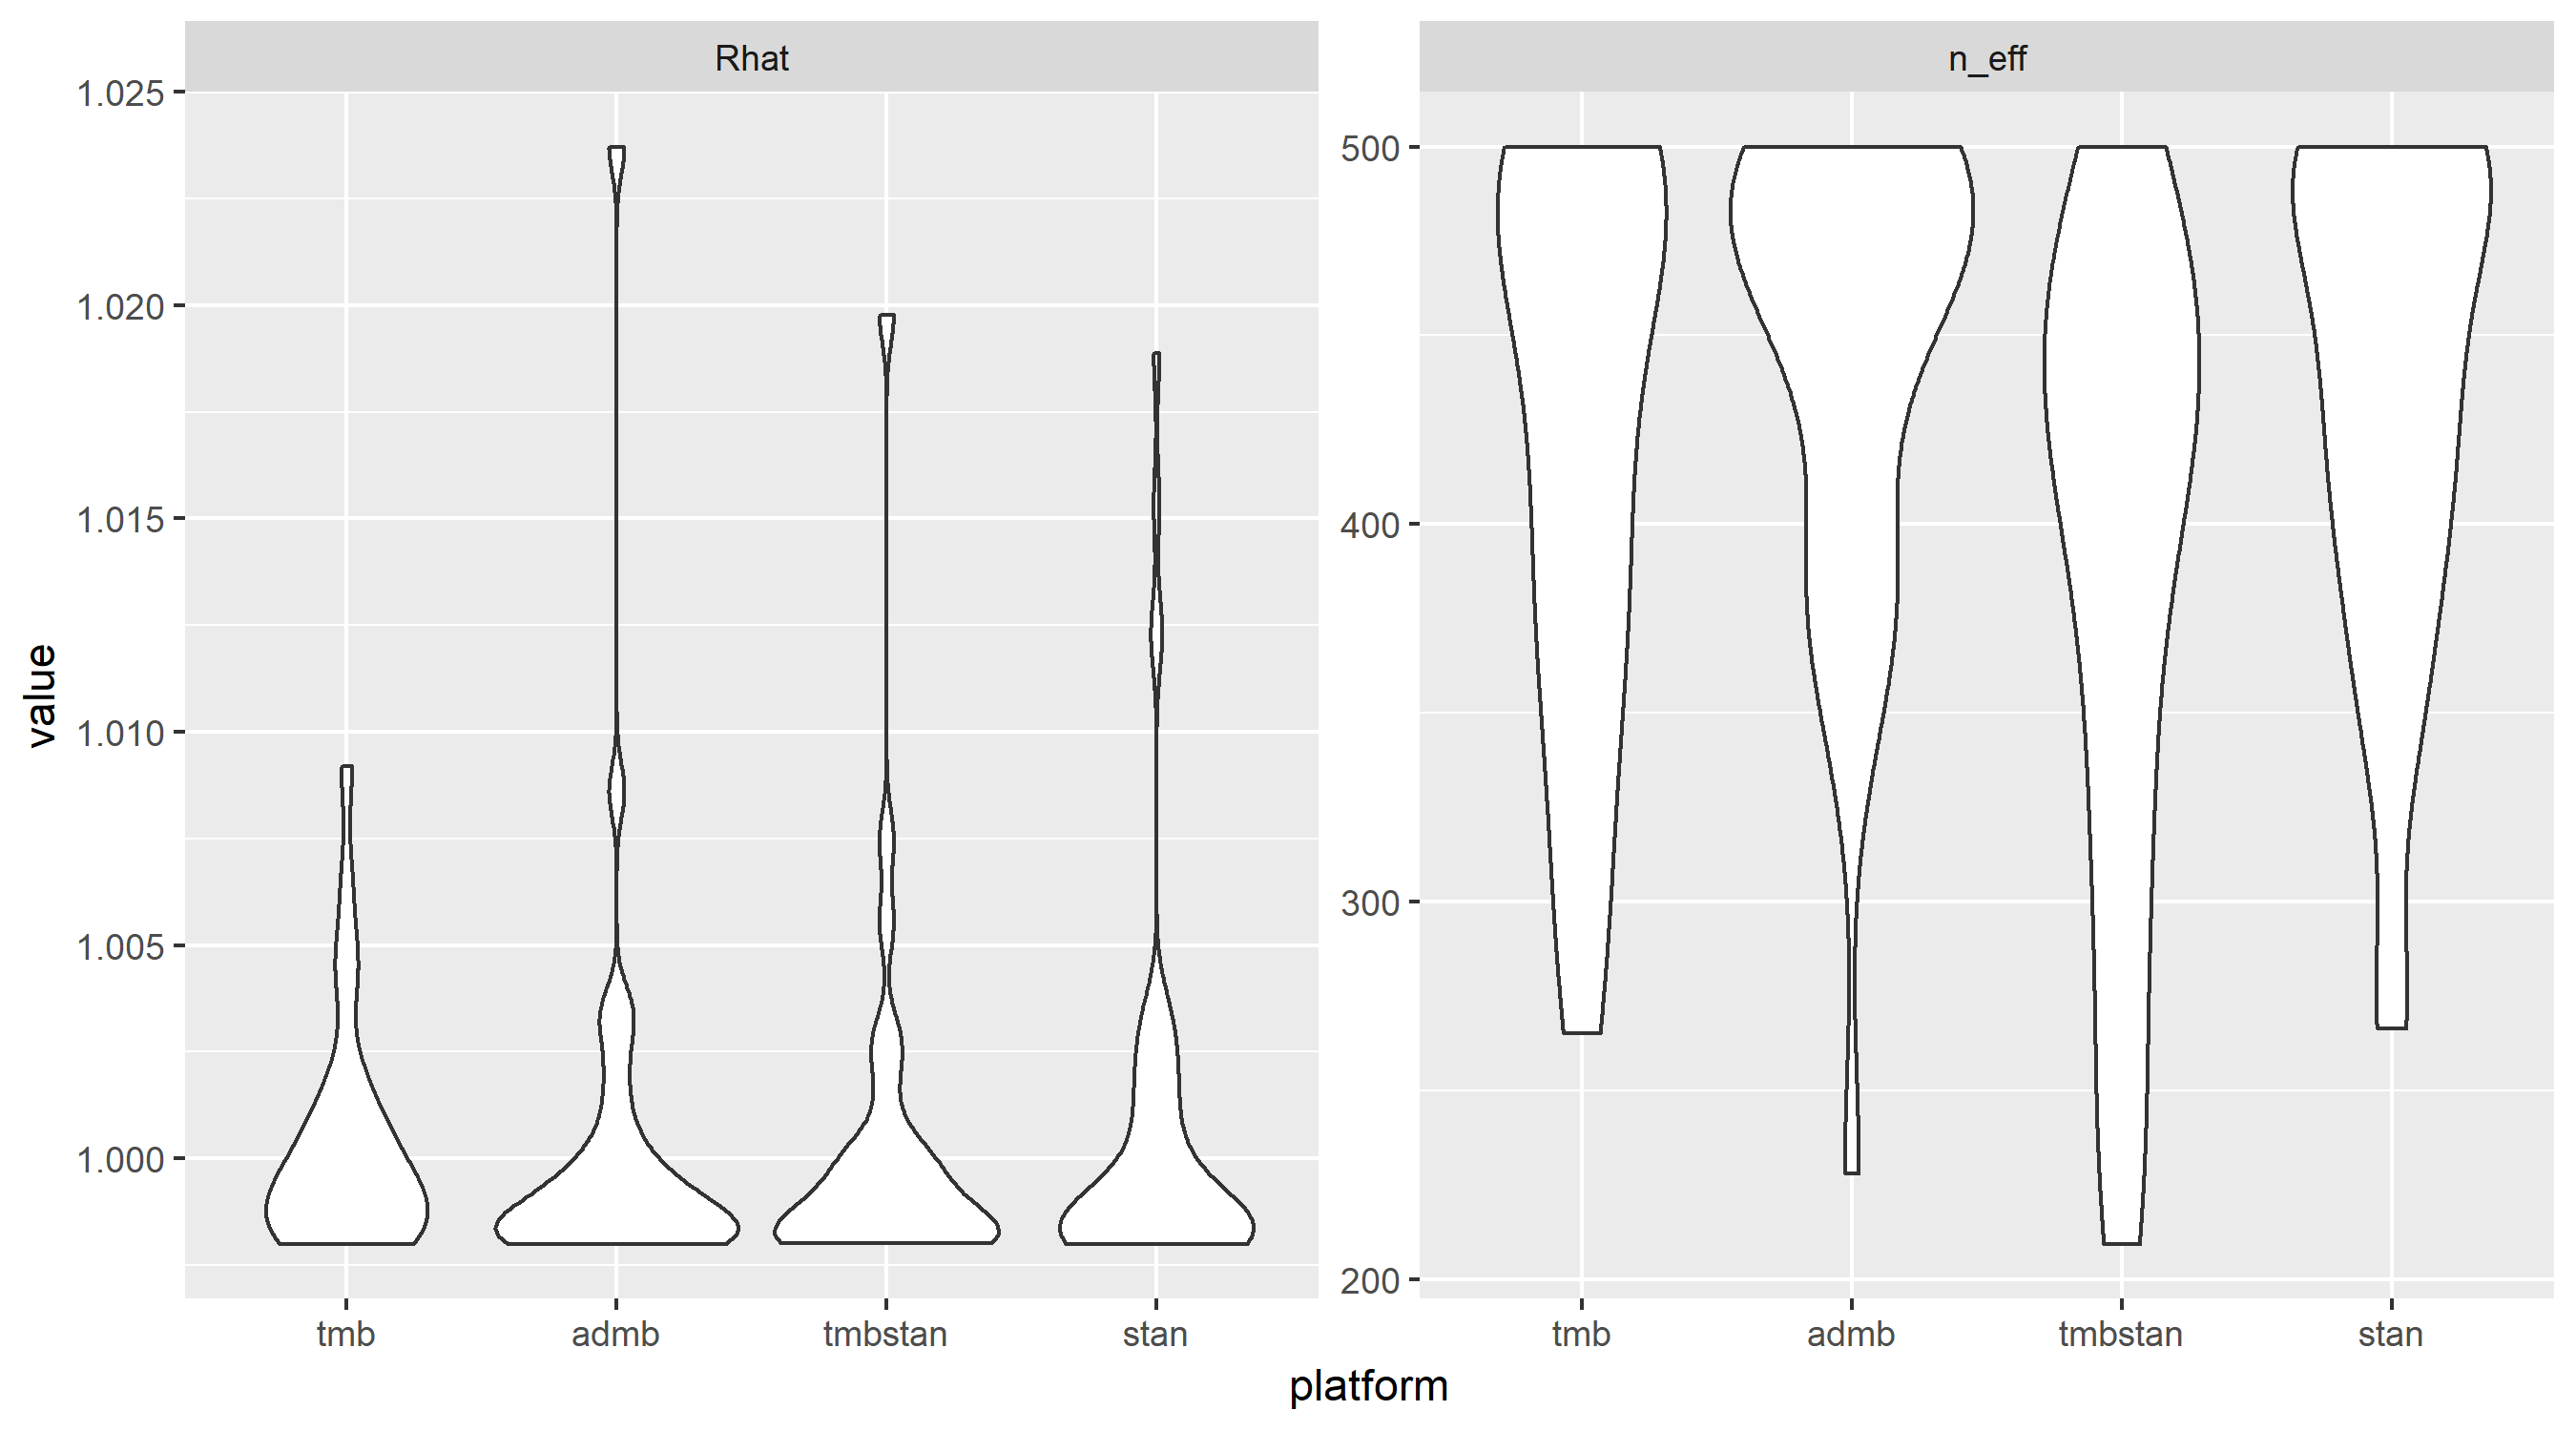 Rhat
n_eff
1.025
1.020
1.015
1.010
1.005
1.000
500
400
300
200
value
tmb
admb
tmbstan
stan
tmb
admb
tmbstan
stan
platform